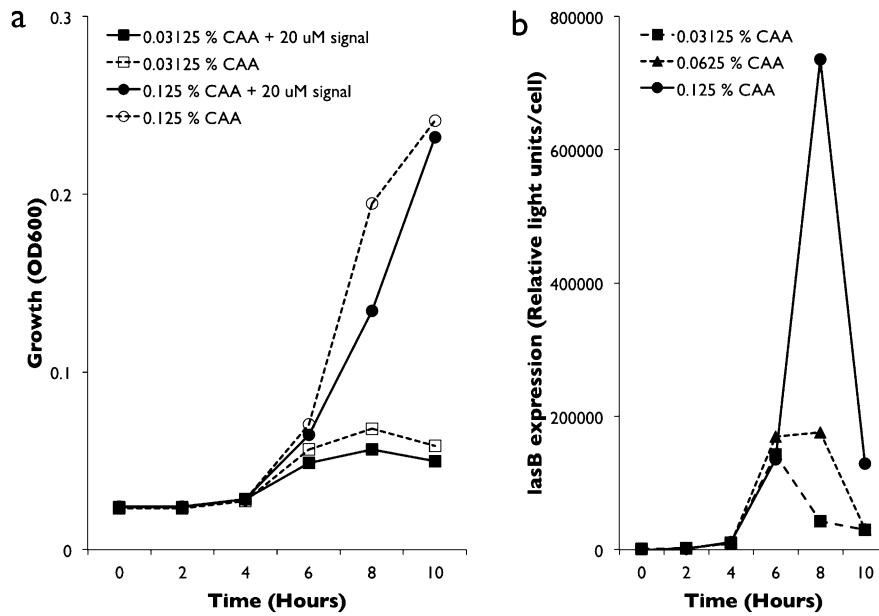 a
0.3
0.2
0.1
0
Growth (OD600)
0.03125 % CAA + 20 uM signal
0.03125 % CAA
0.125 % CAA + 20 uM signal
0.125 % CAA
0 2 4 6 8 10
Time (Hours)
b
800000
600000
400000
200000
0
lasB expression (Relative light units/cell)
0.03125 % CAA
0.0625 % CAA
0.125 % CAA
0 2 4 6 8 10
Time (Hours)